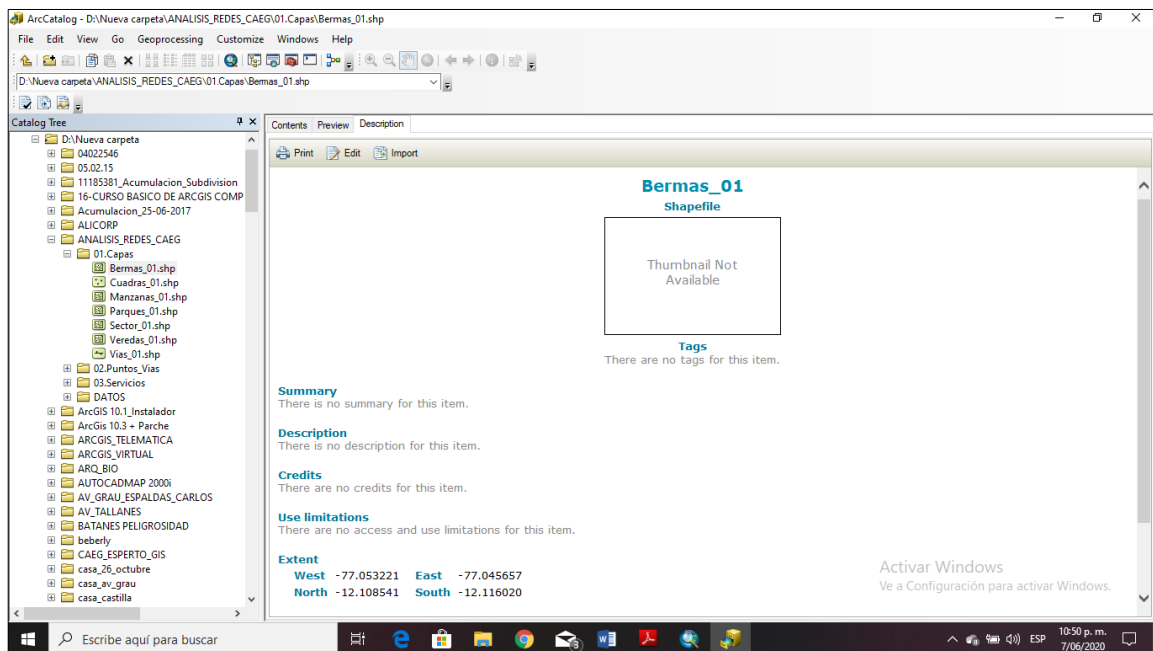 ArcCatalog - D:\Nueva carpeta\ANALISIS_REDES_CAEG\01.Capas\Bermas_01.shp
File Edit View Go Geoprocessing Customize Windows Help
D:\Nueva carpeta\ANALISIS_REDES_CAEG\01.Capas\Bermas_01.shp
Catalog Tree
D:\Nueva carpeta
04022546
05.02.15
11185381_Acumulacion_Subdivision
16-CURSO BASICO DE ARCGIS COMP
Acumulacion_25-06-2017
ALICORP
ANALISIS_REDES_CAEG
01.Capas
Bermas_01.shp
Cuadras_01.shp
Manzanas_01.shp
Parques_01.shp
Sector_01.shp
Veredas_01.shp
Vias_01.shp
02.Puntos_Vias
03.Servicios
DATOS
ArcGIS 10.1_Instalador
ArcGis 10.3 + Parche
ARCGIS_TELEMATICA
ARCGIS_VIRTUAL
ARQ_BIO
AUTOCADMAP 2000i
AV_GRAU_ESPALDAS_CARLOS
AV_TALLANES
BATANES PELIGROSIDAD
beberly
CAEG_ESPERTO_GIS
casa_26_octubre
casa_av_grau
casa_castilla
Contents Preview Description
Print Edit Import
Bermas_01
Shapefile
Thumbnail Not
Available
Tags
There are no tags for this item.
Summary
There is no summary for this item.
Description
There is no description for this item.
Credits
There are no credits for this item.
Use limitations
There are no access and use limitations for this item.
Extent
West -77.053221 East -77.045657
North -12.108541 South -12.116020
Activar Windows
Ve a Configuración para activar Windows.
Escribe aquí para buscar
3
ESP
10:50 p. m.
7/06/2020